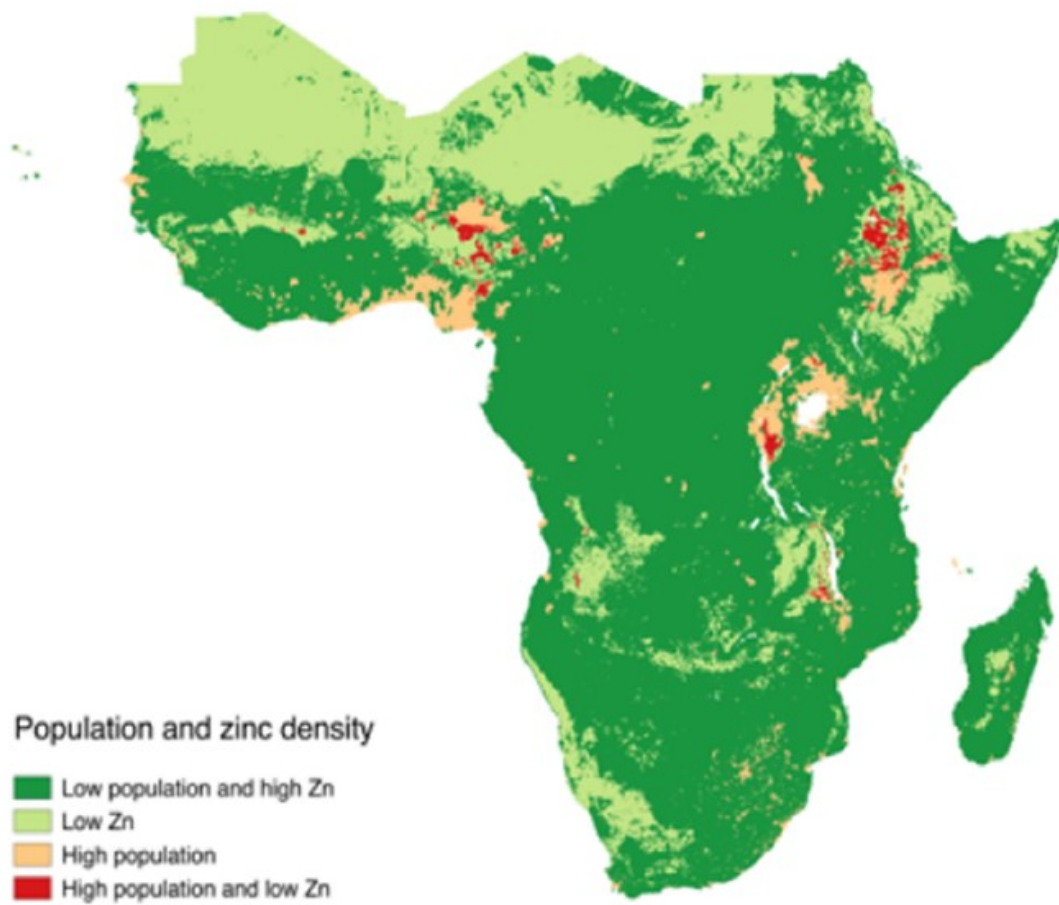 Population and zinc density
Low population and high Zn
Low Zn
High population
High population and low Zn